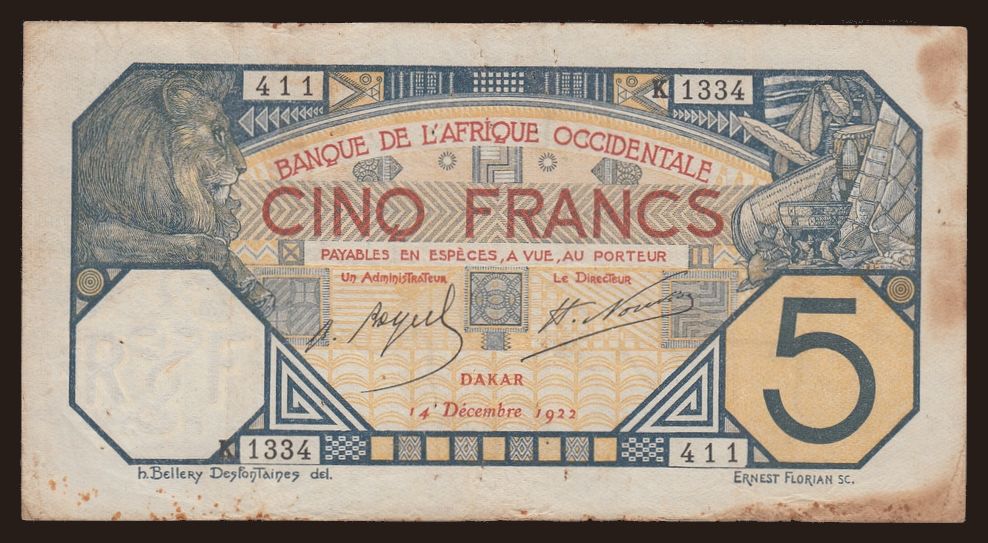 411
K 1334
BANQUE DE L'AFRIQUE OCCIDENTALE
CINQ FRANCS
PAYABLES EN ESPÈCES, A VUE, AU PORTEUR
Un Administrateur
Le Directeur
DAKAR
14 Décembre 1922
5
K 1334
411
h. Bellery Desfontaines del.
ERNEST FLORIAN SC.